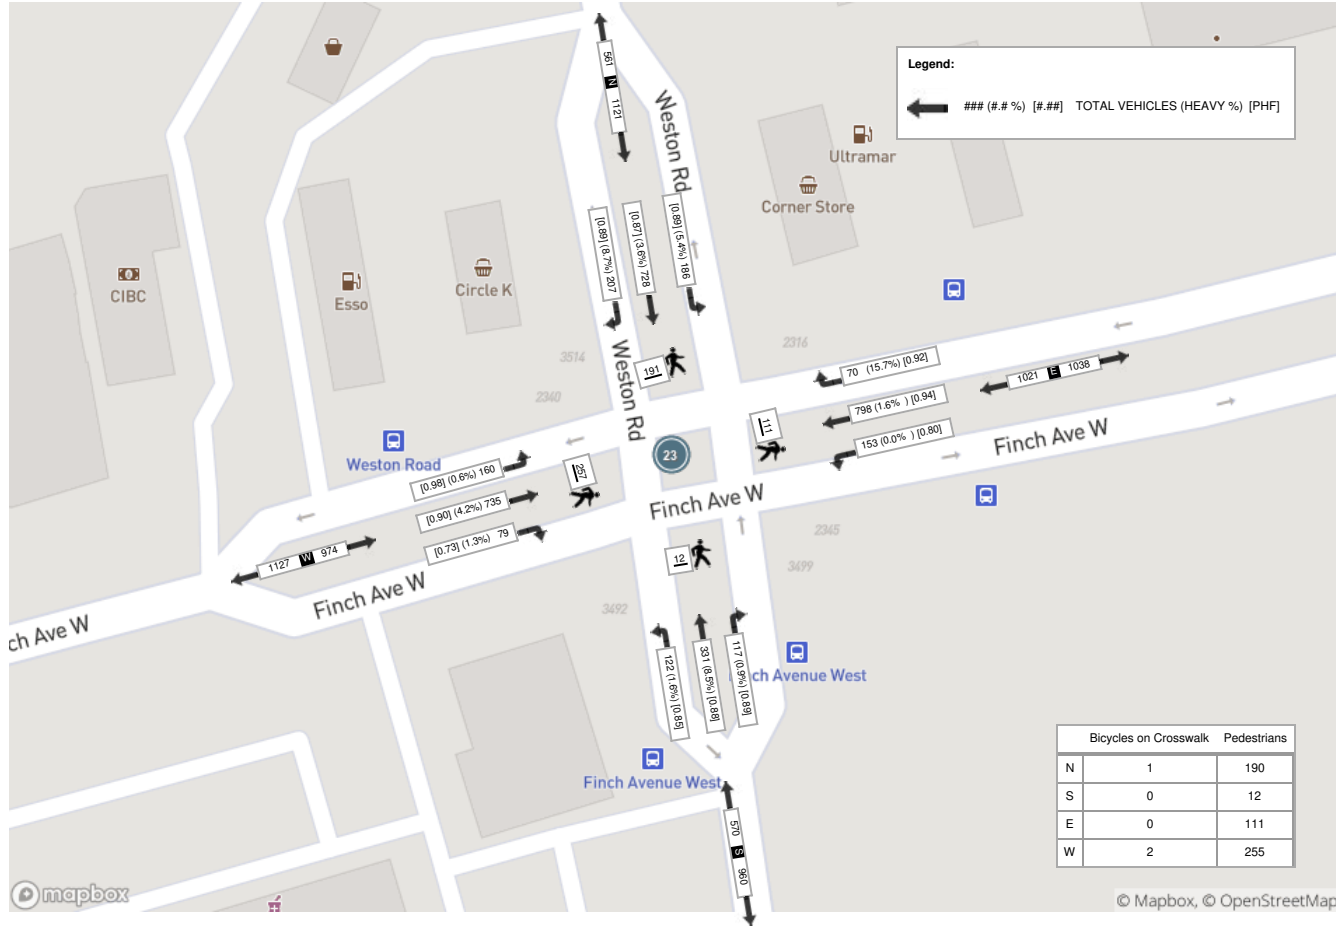 Legend:
### (#.# %) [#.##] TOTAL VEHICLES (HEAVY %) [PHF]
561 N 1121
Weston Rd
Ultramar
Corner Store
[0.89] (8.7%) 207
[0.87] (3.6%) 728
[0.89] (5.4%) 186
CIBC
Esso
Circle K
3514
2316
191
70 (15.7%) [0.92]
1021 E 1038
2340
Weston Rd
798 (1.6% ) [0.94]
111
153 (0.0% ) [0.80]
Finch Ave W
Weston Road
23
[0.98] (0.6%) 160
257
[0.90] (4.2%) 735
Finch Ave W
[0.73] (1.3%) 79
2345
1127 W 974
12
3499
Finch Ave W
3492
ch Ave W
122 (1.6%) [0.85]
331 (8.5%) [0.88]
117 (0.9%) [0.89]
ch Avenue West
Finch Avenue West
570 S 960
Bicycles on Crosswalk Pedestrians
N 1 190
S 0 12
E 0 111
W 2 255
mapbox
© Mapbox, © OpenStreetMap